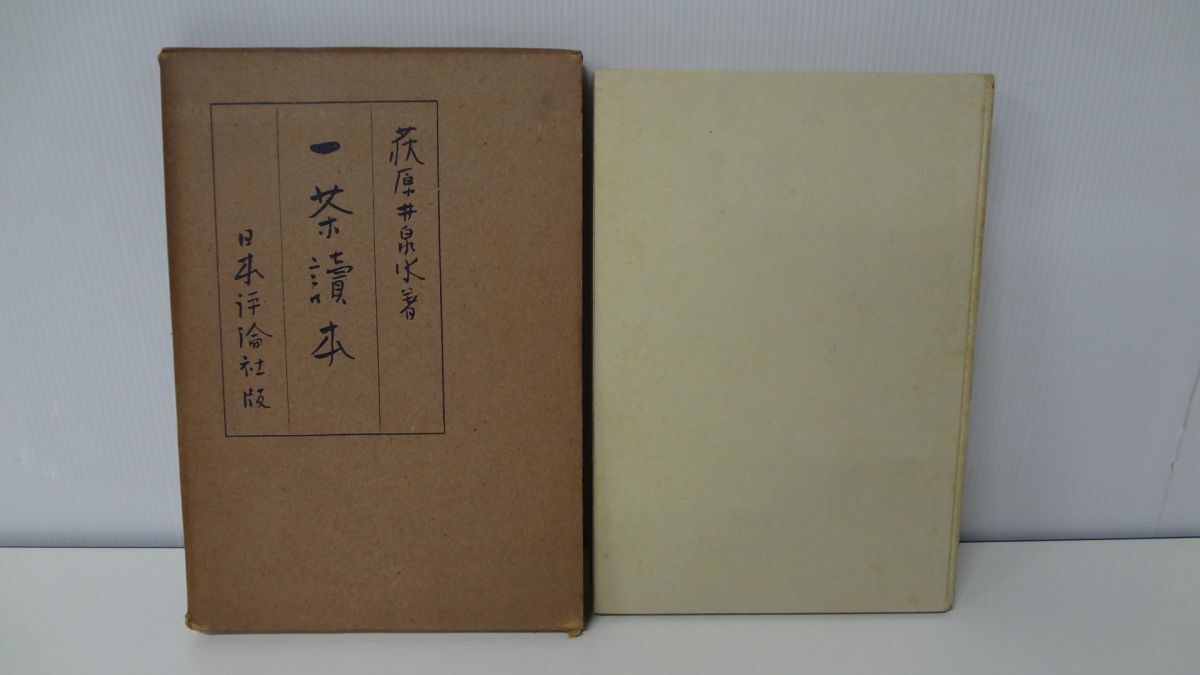 荻原井泉水著
一茶讀本
日本評論社版